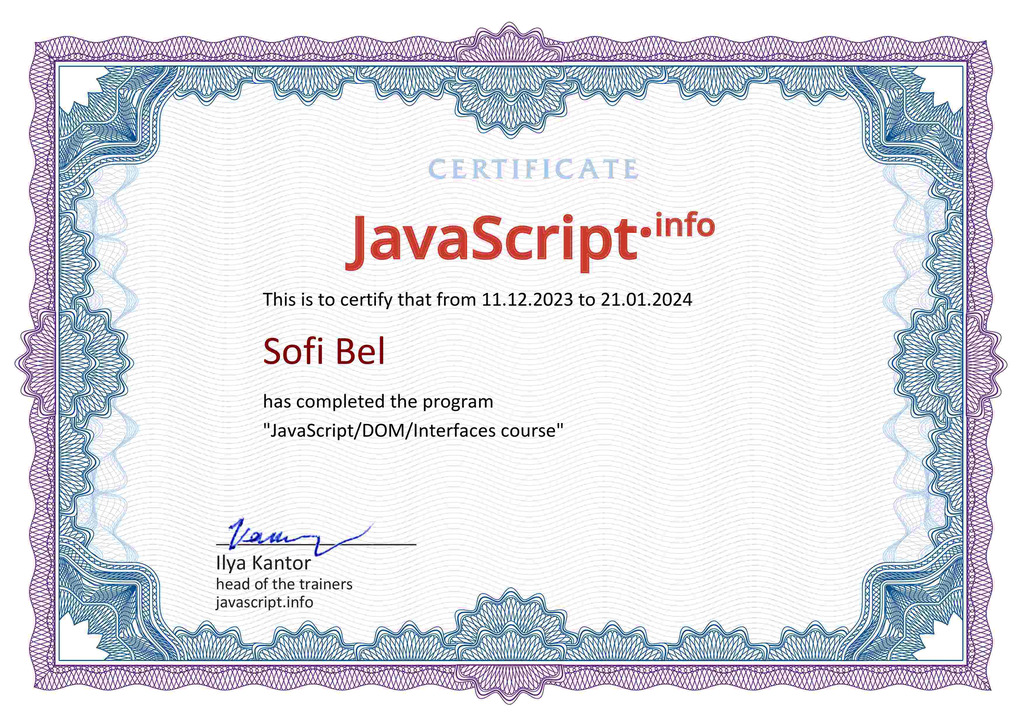 CERTIFICATE
JavaScript·info
This is to certify that from 11.12.2023 to 21.01.2024
Sofi Bel
has completed the program
"JavaScript/DOM/Interfaces course"
Ilya Kantor
head of the trainers
javascript.info